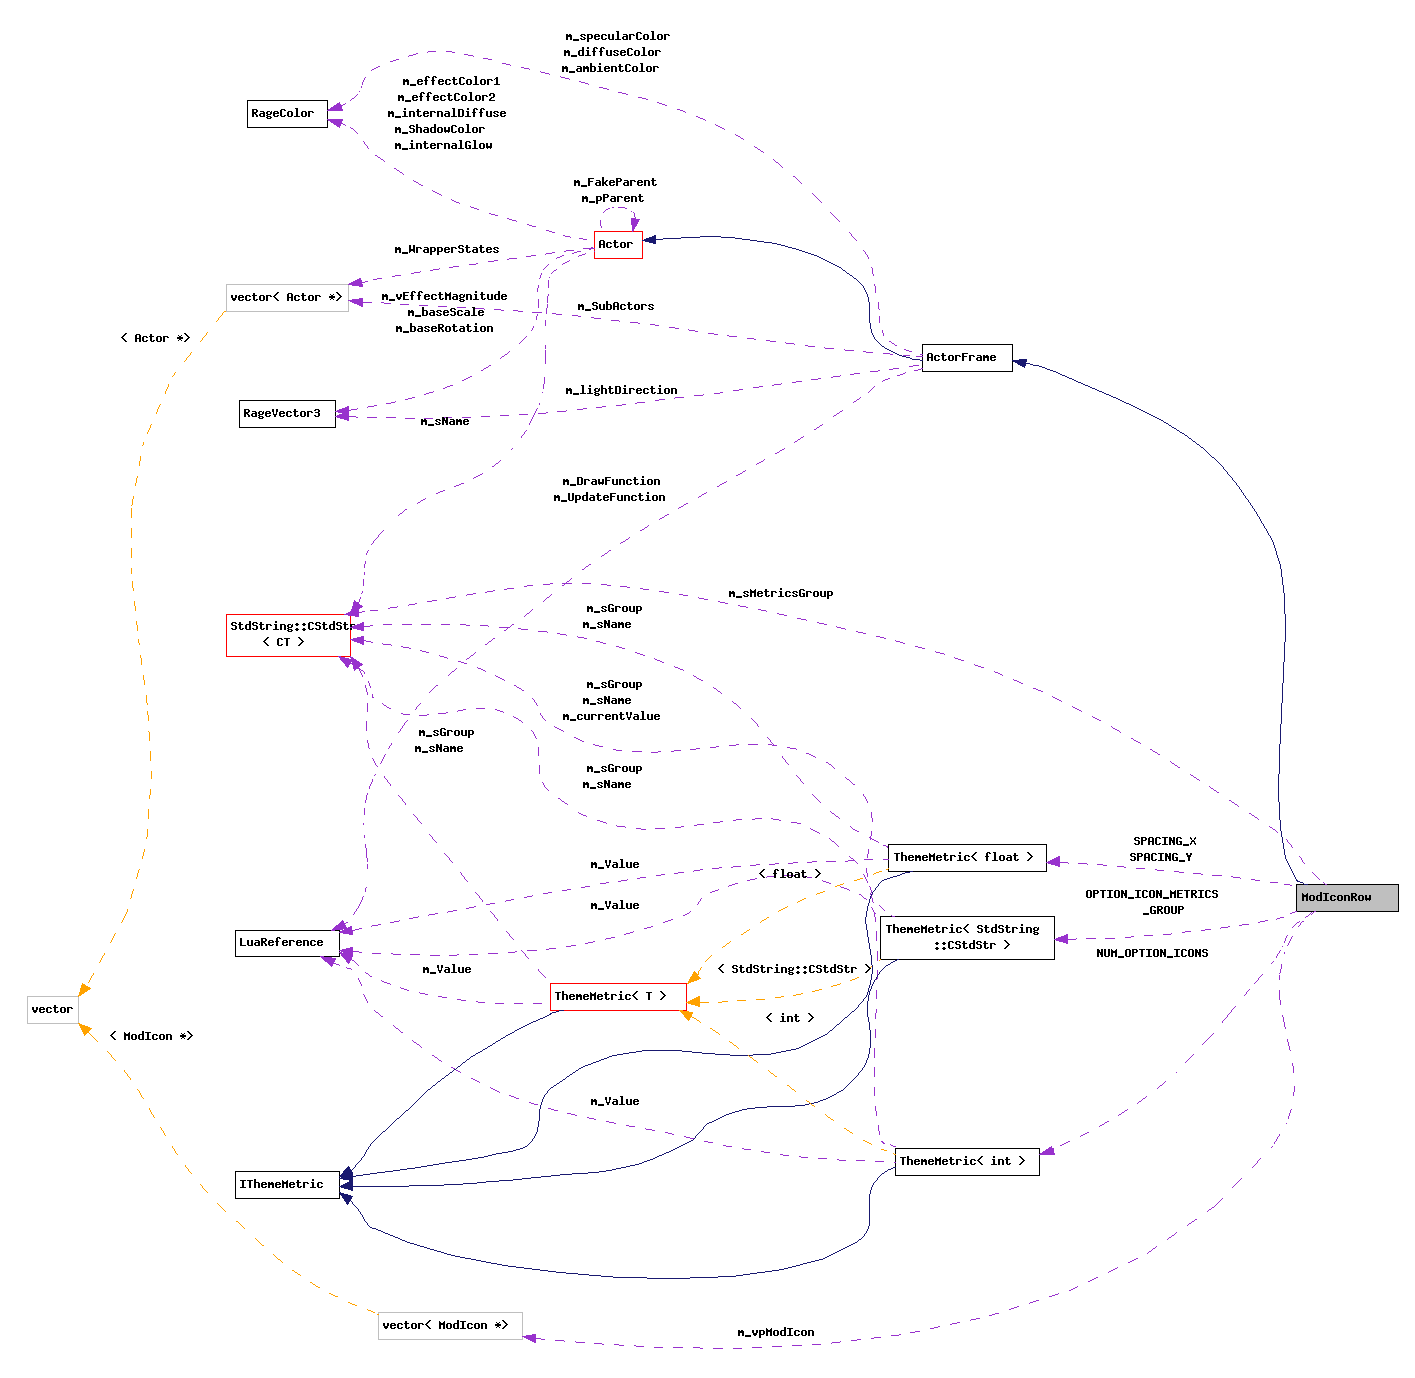 m_specularColor
m_diffuseColor
m_ambientColor
m_effectColor1
m_effectColor2
m_internalDiffuse
m_ShadowColor
m_internalGlow
RageColor
m_FakeParent
m_pParent
Actor
m_WrapperStates
vector< Actor *>
m_vEffectMagnitude
m_baseScale
m_baseRotation
m_SubActors
< Actor *>
ActorFrame
m_lightDirection
RageVector3
m_sName
m_DrawFunction
m_UpdateFunction
m_sMetricsGroup
StdString::CStdStr
< CT >
m_sGroup
m_sName
m_sGroup
m_sName
m_currentValue
m_sGroup
m_sName
m_sGroup
m_sName
SPACING_X
SPACING_Y
ThemeMetric< float >
m_Value
< float >
ModIconRow
OPTION_ICON_METRICS
_GROUP
m_Value
ThemeMetric< StdString
::CStdStr >
LuaReference
NUM_OPTION_ICONS
m_Value
< StdString::CStdStr >
ThemeMetric< T >
vector
< int >
< ModIcon *>
m_Value
ThemeMetric< int >
IThemeMetric
vector< ModIcon *>
m_vpModIcon